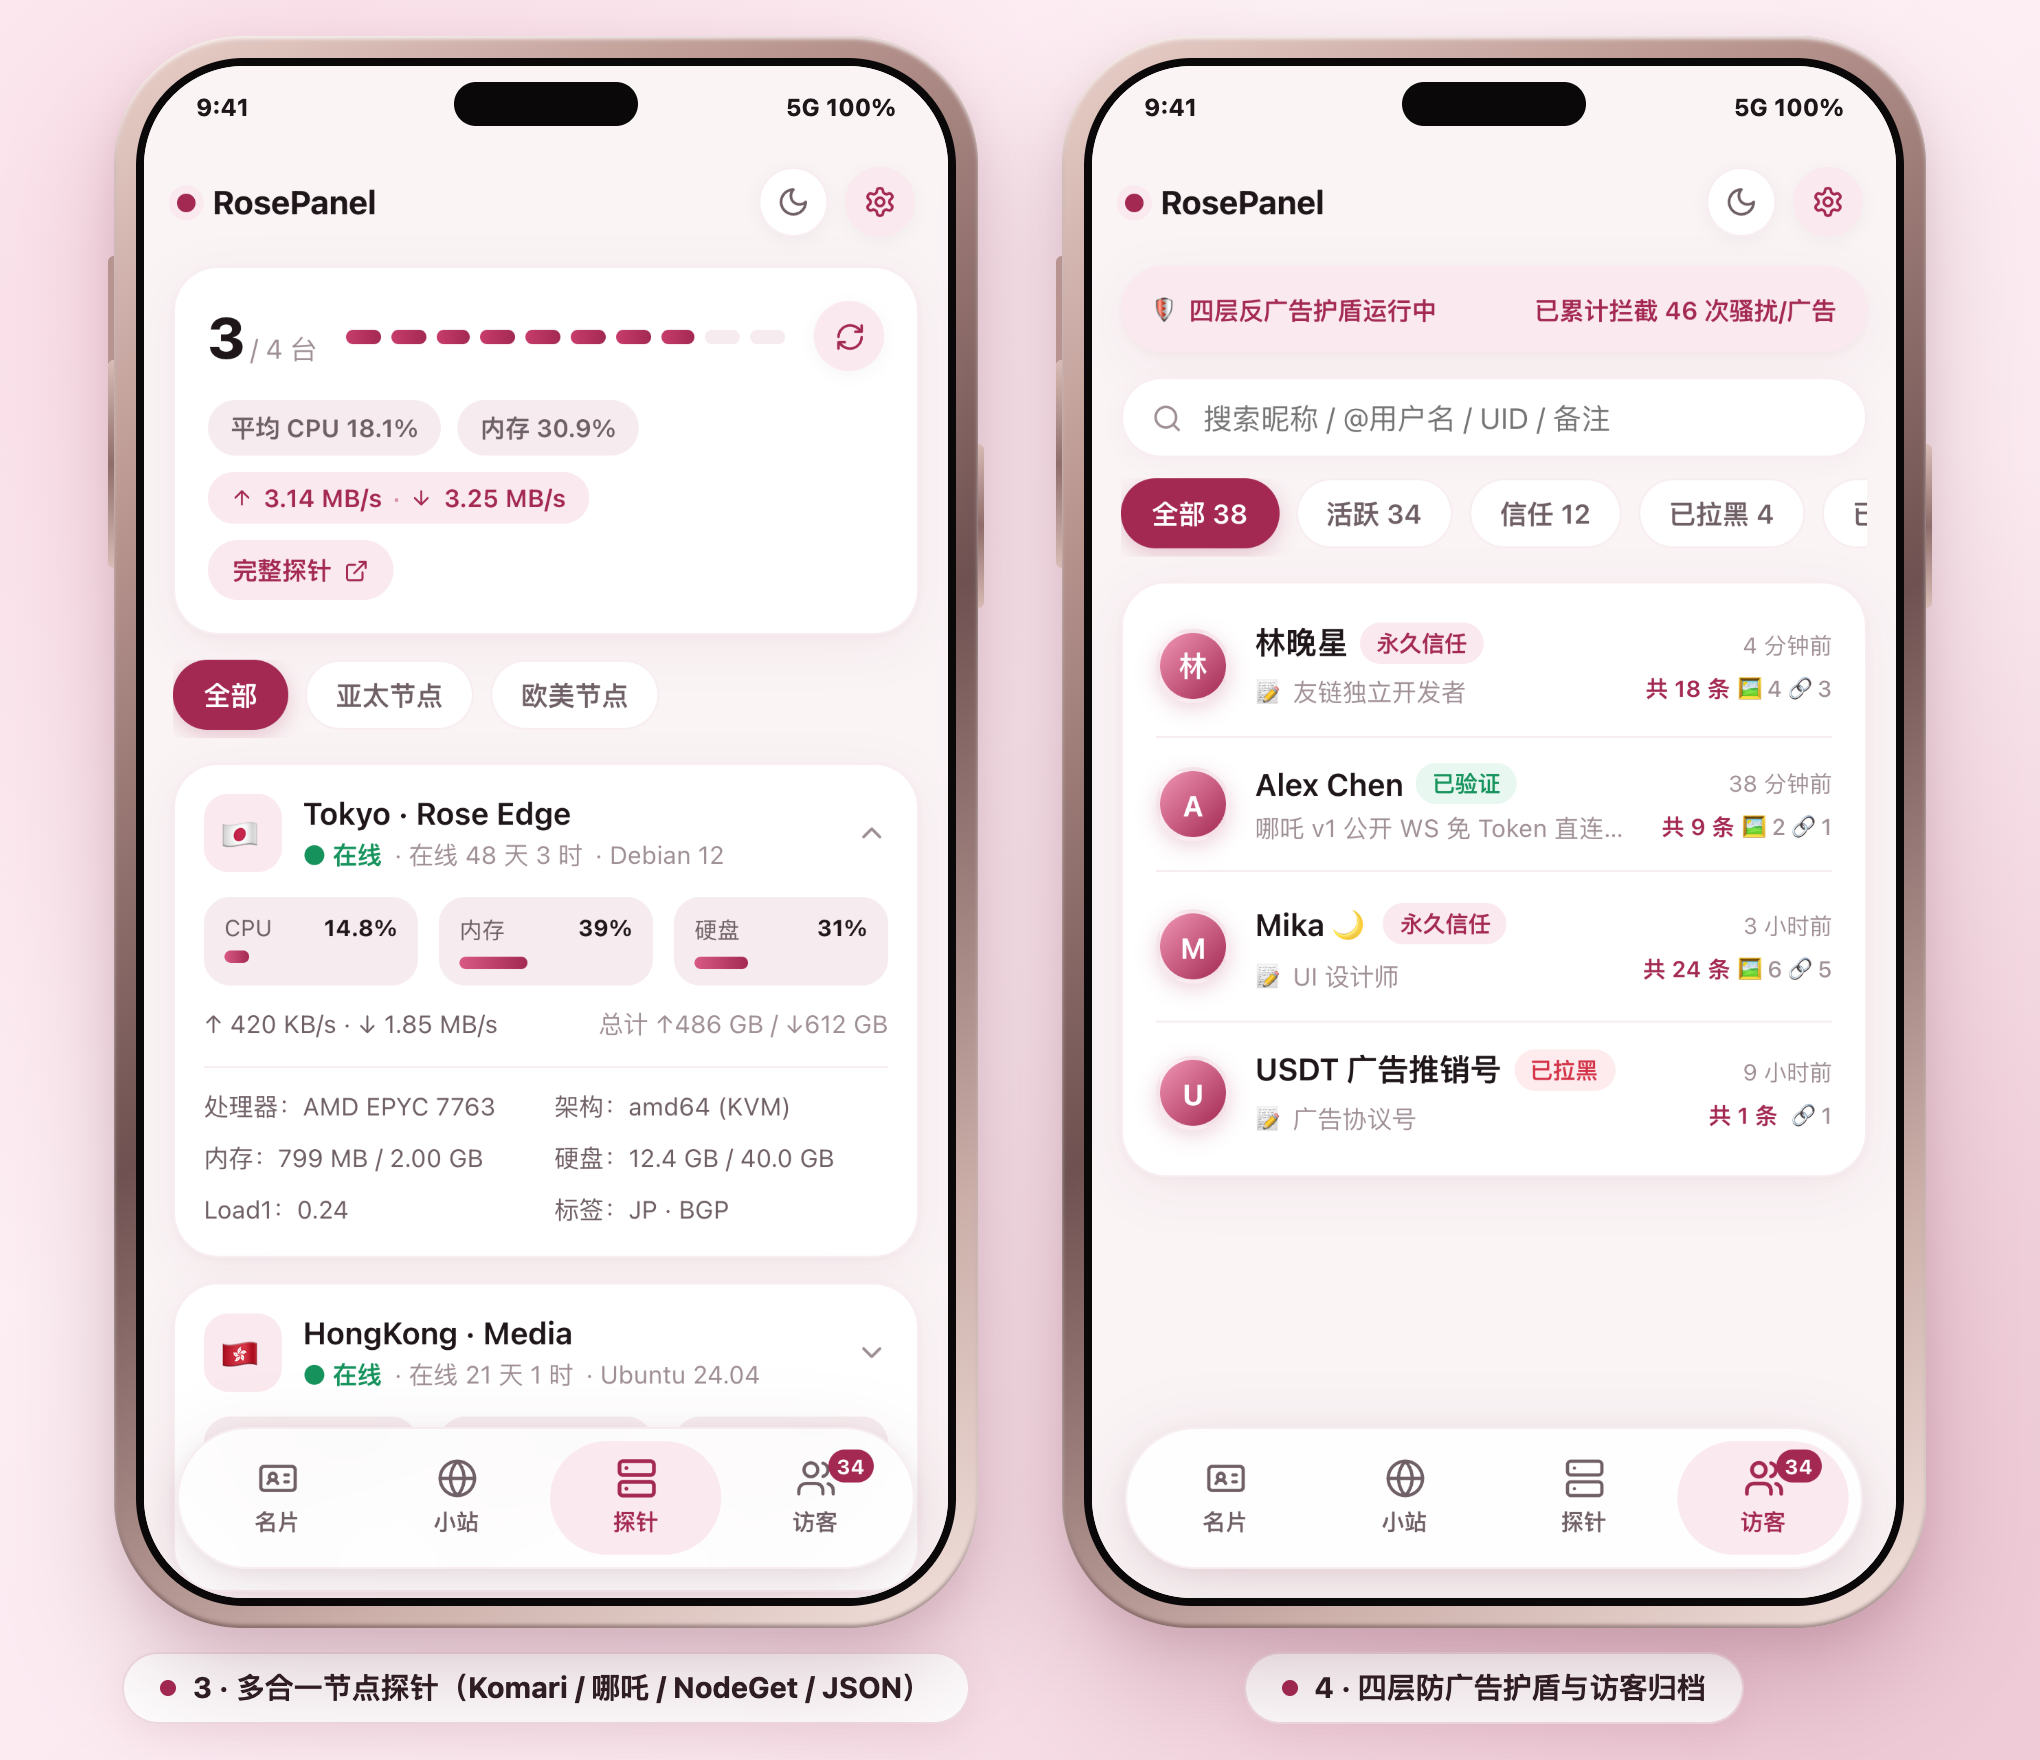 9:41
5G 100%
RosePanel
3 / 4 台
平均 CPU 18.1%
内存 30.9%
↑ 3.14 MB/s · ↓ 3.25 MB/s
完整探针
全部
亚太节点
欧美节点
Tokyo · Rose Edge
在线 · 在线 48 天 3 时 · Debian 12
CPU 14.8%
内存 39%
硬盘 31%
↑ 420 KB/s · ↓ 1.85 MB/s
总计 ↑486 GB / ↓612 GB
处理器：AMD EPYC 7763
架构：amd64 (KVM)
内存：799 MB / 2.00 GB
硬盘：12.4 GB / 40.0 GB
Load1：0.24
标签：JP · BGP
HongKong · Media
在线 · 在线 21 天 1 时 · Ubuntu 24.04
名片
小站
探针
34
访客
3 · 多合一节点探针（Komari / 哪吒 / NodeGet / JSON）
9:41
5G 100%
RosePanel
四层反广告护盾运行中
已累计拦截 46 次骚扰/广告
搜索昵称 / @用户名 / UID / 备注
全部 38
活跃 34
信任 12
已拉黑 4
林
林晚星 永久信任
4 分钟前
📝 友链独立开发者
共 18 条 🖼️ 4 🔗 3
A
Alex Chen 已验证
38 分钟前
哪吒 v1 公开 WS 免 Token 直连...
共 9 条 🖼️ 2 🔗 1
M
Mika 🌙 永久信任
3 小时前
📝 UI 设计师
共 24 条 🖼️ 6 🔗 5
U
USDT 广告推销号 已拉黑
9 小时前
📝 广告协议号
共 1 条 🔗 1
名片
小站
探针
34
访客
4 · 四层防广告护盾与访客归档